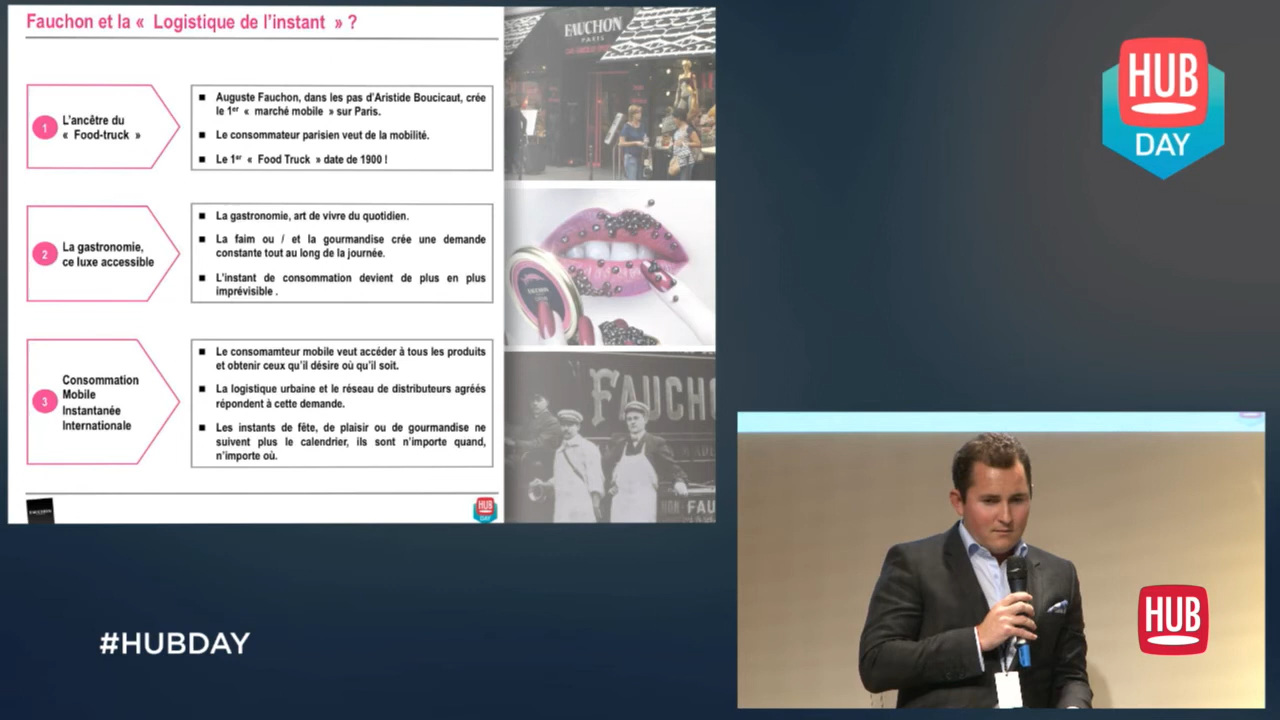 Fauchon et la « Logistique de l'instant » ?
1
L'ancêtre du
« Food-truck »
Auguste Fauchon, dans les pas d'Aristide Boucicaut, crée
le 1er « marché mobile » sur Paris.
Le consommateur parisien veut de la mobilité.
Le 1er « Food Truck » date de 1900 !
2
La gastronomie,
ce luxe accessible
La gastronomie, art de vivre du quotidien.
La faim ou / et la gourmandise crée une demande
constante tout au long de la journée.
L'instant de consommation devient de plus en plus
imprévisible .
3
Consommation
Mobile
Instantanée
Internationale
Le consomamteur mobile veut accéder à tous les produits
et obtenir ceux qu'il désire où qu'il soit.
La logistique urbaine et le réseau de distributeurs agréés
répondent à cette demande.
Les instants de fête, de plaisir ou de gourmandise ne
suivent plus le calendrier, ils sont n'importe quand,
n'importe où.
FAUCHON
HUB
DAY
FAUCHON
PARIS
FAUCHON
FAUCHO
FAU
HUB
DAY
#HUBDAY
HUB